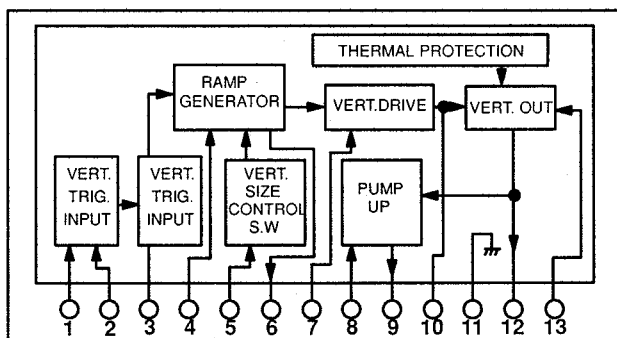 THERMAL PROTECTION
RAMP
GENERATOR
VERT.DRIVE
VERT. OUT
VERT.
TRIG.
INPUT
VERT.
TRIG.
INPUT
VERT.
SIZE
CONTROL
S.W
PUMP
UP
1 2 3 4 5 6 7 8 9 10 11 12 13